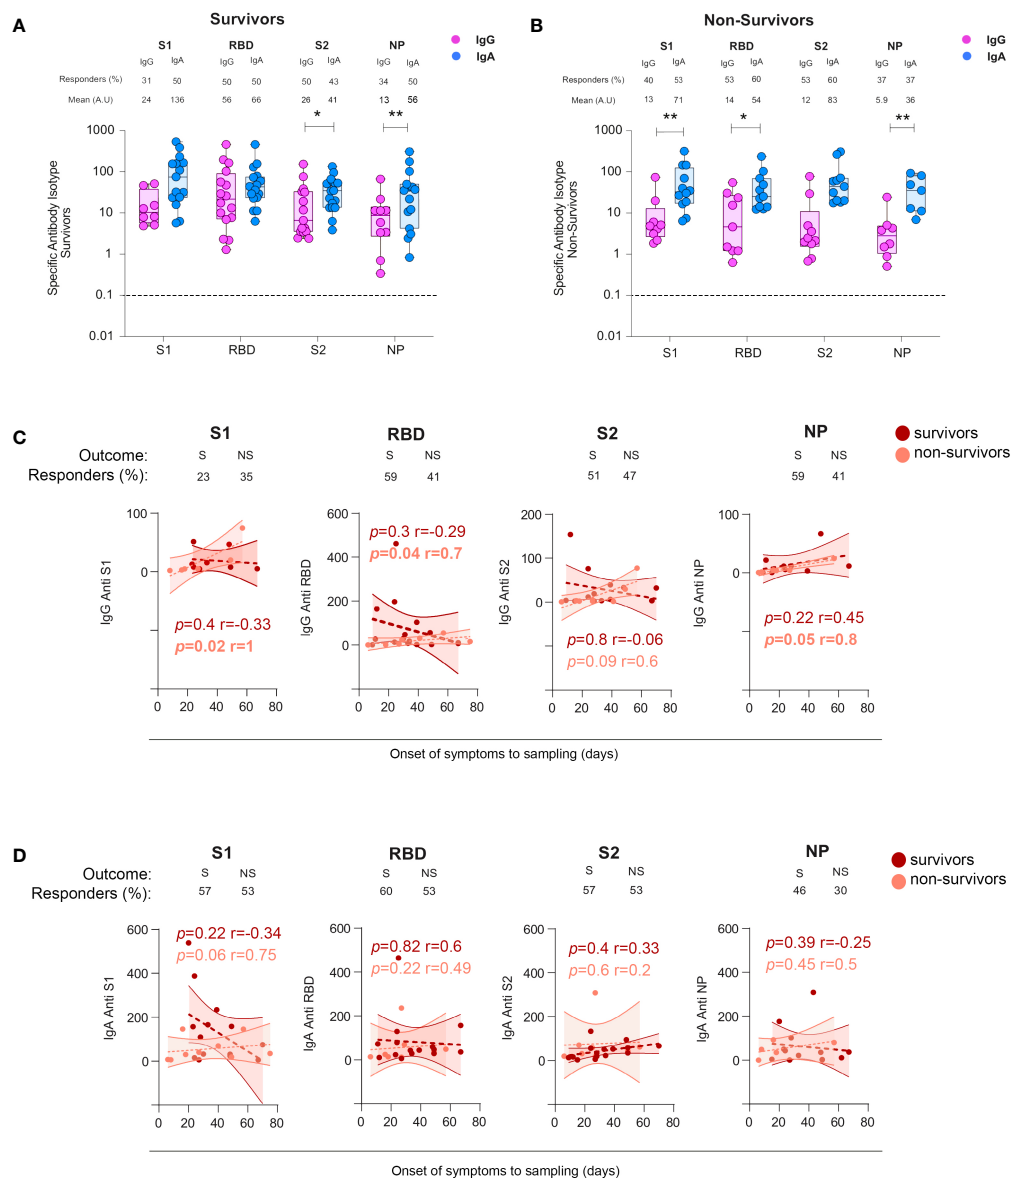 A
Survivors
S1 RBD S2 NP
IgG IgA IgG IgA IgG IgA IgG IgA
Responders (%) 31 50 50 50 50 43 34 50
Mean (A.U) 24 136 56 66 26 41 13 56
* **
IgG
IgA
Specific Antibody Isotype
Survivors
1000
100
10
1
0.1
0.01
S1 RBD S2 NP
B
Non-Survivors
S1 RBD S2 NP
IgG IgA IgG IgA IgG IgA IgG IgA
Responders (%) 40 53 53 60 53 60 37 37
Mean (A.U) 13 71 14 54 12 83 5.9 36
** * **
IgG
IgA
Specific Antibody Isotype
Non-Survivors
1000
100
10
1
0.1
0.01
S1 RBD S2 NP
C
S1 RBD S2 NP
survivors
non-survivors
Outcome: S NS S NS S NS S NS
Responders (%): 23 35 59 41 51 47 59 41
IgG Anti S1
100
0
p=0.4 r=-0.33
p=0.02 r=1
0 20 40 60 80
IgG Anti RBD
600
400
200
0
p=0.3 r=-0.29
p=0.04 r=0.7
0 20 40 60 80
IgG Anti S2
200
100
0
p=0.8 r=-0.06
p=0.09 r=0.6
0 20 40 60 80
IgG Anti NP
100
0
p=0.22 r=0.45
p=0.05 r=0.8
0 20 40 60 80
Onset of symptoms to sampling (days)
D
S1 RBD S2 NP
survivors
non-survivors
Outcome: S NS S NS S NS S NS
Responders (%): 57 53 60 53 57 53 46 30
IgA Anti S1
600
400
200
0
p=0.22 r=-0.34
p=0.06 r=0.75
0 20 40 60 80
IgA Anti RBD
600
400
200
0
p=0.82 r=0.6
p=0.22 r=0.49
0 20 40 60 80
IgA Anti S2
600
400
200
0
p=0.4 r=0.33
p=0.6 r=0.2
0 20 40 60 80
IgA Anti NP
600
400
200
0
p=0.39 r=-0.25
p=0.45 r=0.5
0 20 40 60 80
Onset of symptoms to sampling (days)